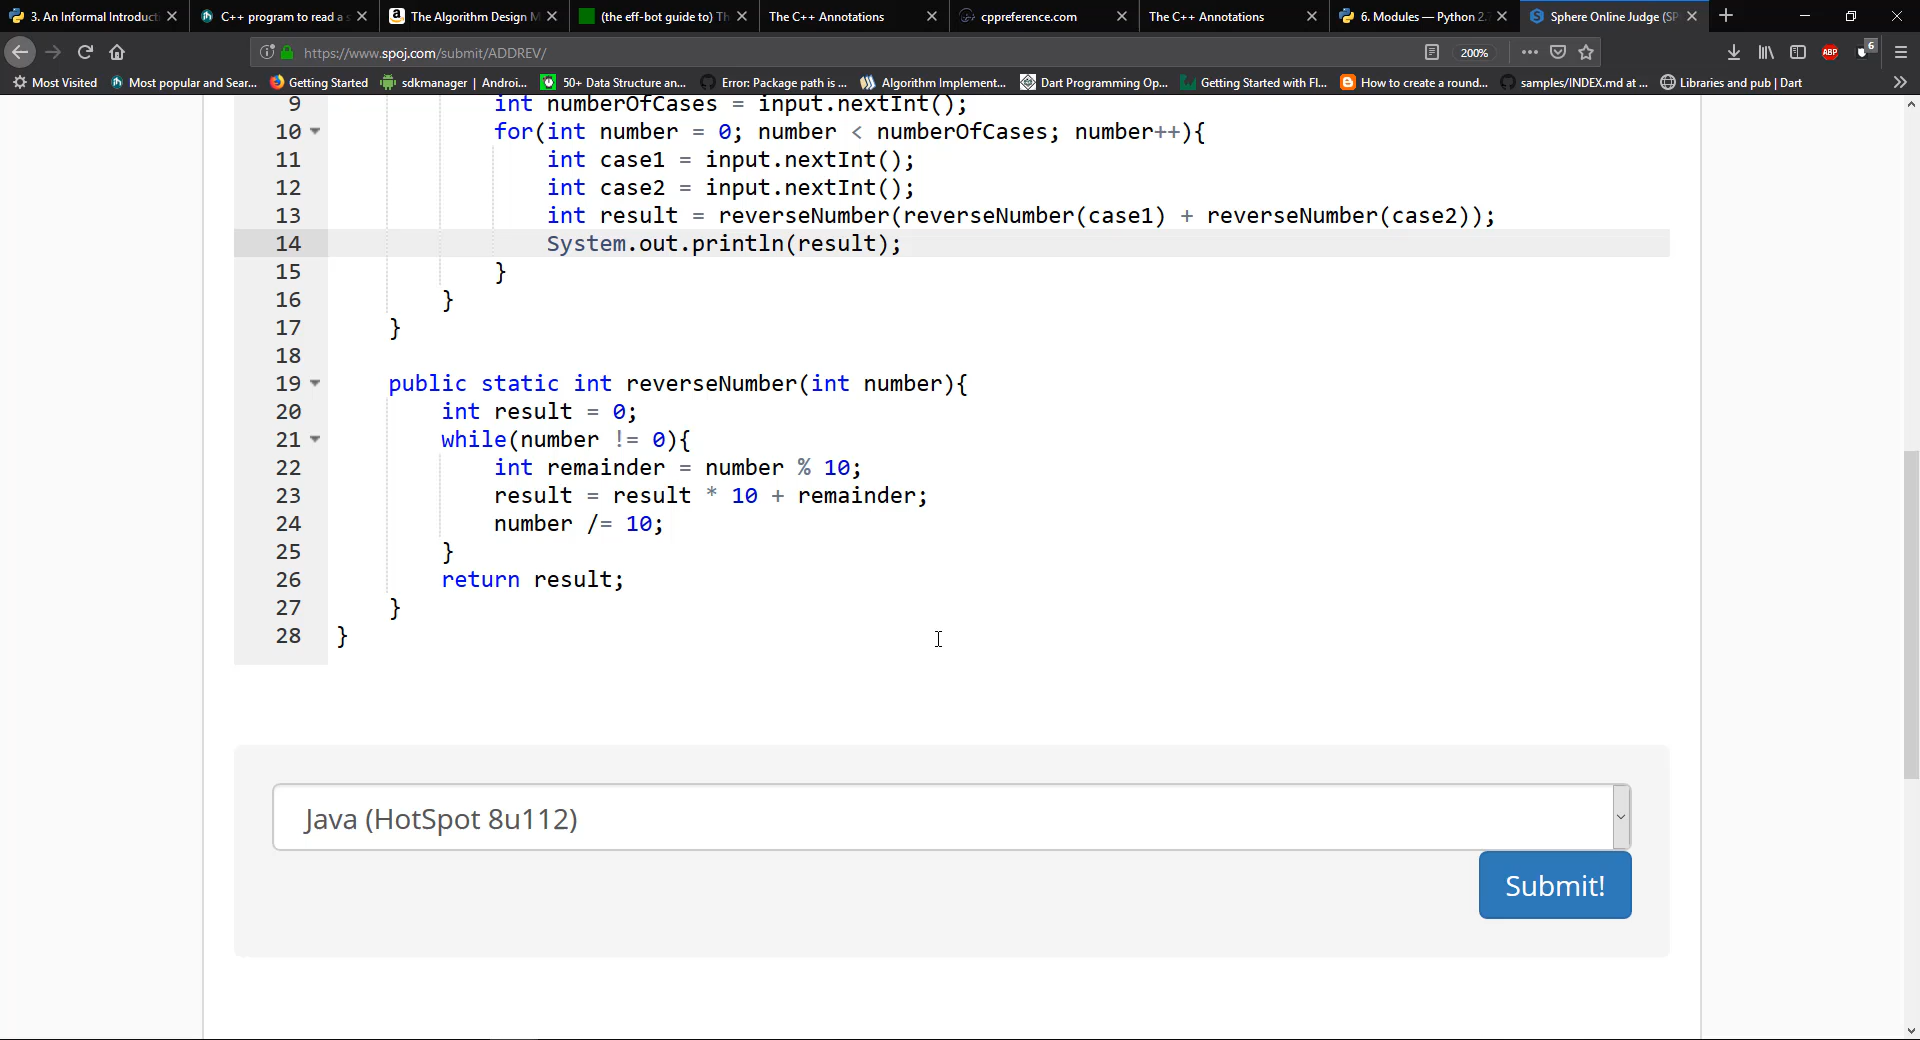 3. An Informal Introduct
C++ program to read a s
The Algorithm Design M
(the eff-bot guide to) Th
The C++ Annotations
cppreference.com
The C++ Annotations
6. Modules — Python 2.7
Sphere Online Judge (SP
https://www.spoj.com/submit/ADDREV/
200%
ABP
6
Most Visited
Most popular and Sear...
Getting Started
sdkmanager | Androi...
50+ Data Structure an...
Error: Package path is ...
Algorithm Implement...
Dart Programming Op...
Getting Started with Fl...
How to create a round...
samples/INDEX.md at ...
Libraries and pub | Dart
9 int numberOfCases = input.nextInt();
10 for(int number = 0; number < numberOfCases; number++){
11 int case1 = input.nextInt();
12 int case2 = input.nextInt();
13 int result = reverseNumber(reverseNumber(case1) + reverseNumber(case2));
14 System.out.println(result);
15 }
16 }
17 }
18
19 public static int reverseNumber(int number){
20 int result = 0;
21 while(number != 0){
22 int remainder = number % 10;
23 result = result * 10 + remainder;
24 number /= 10;
25 }
26 return result;
27 }
28 }
Java (HotSpot 8u112)
Submit!